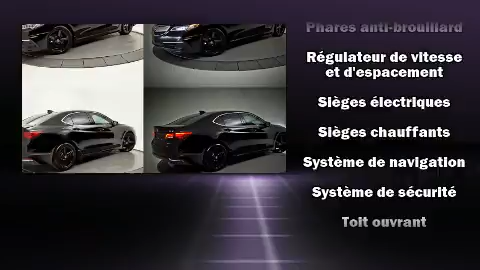 Phares anti-brouillard
Régulateur de vitesse
et d'espacement
Sièges électriques
Sièges chauffants
Système de navigation
Système de sécurité
Toit ouvrant